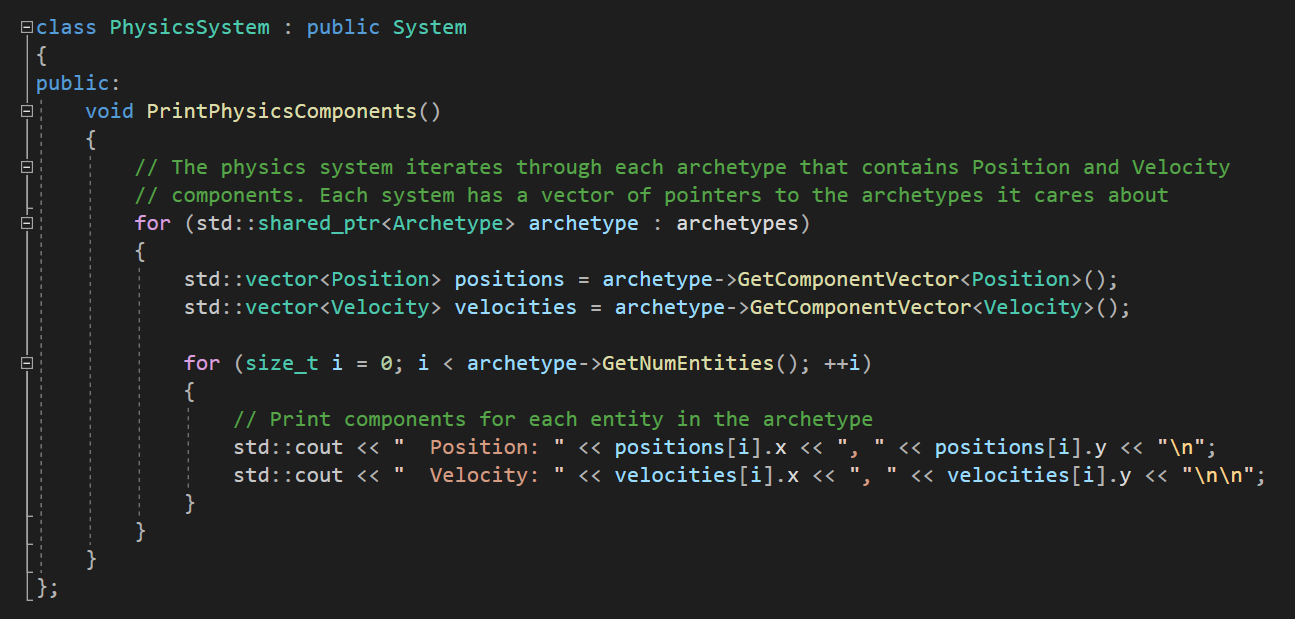 class PhysicsSystem : public System
{
public:
    void PrintPhysicsComponents()
    {
        // The physics system iterates through each archetype that contains Position and Velocity
        // components. Each system has a vector of pointers to the archetypes it cares about
        for (std::shared_ptr<Archetype> archetype : archetypes)
        {
            std::vector<Position> positions = archetype->GetComponentVector<Position>();
            std::vector<Velocity> velocities = archetype->GetComponentVector<Velocity>();

            for (size_t i = 0; i < archetype->GetNumEntities(); ++i)
            {
                // Print components for each entity in the archetype
                std::cout << "  Position: " << positions[i].x << ", " << positions[i].y << "\n";
                std::cout << "  Velocity: " << velocities[i].x << ", " << velocities[i].y << "\n\n";
            }
        }
    }
};